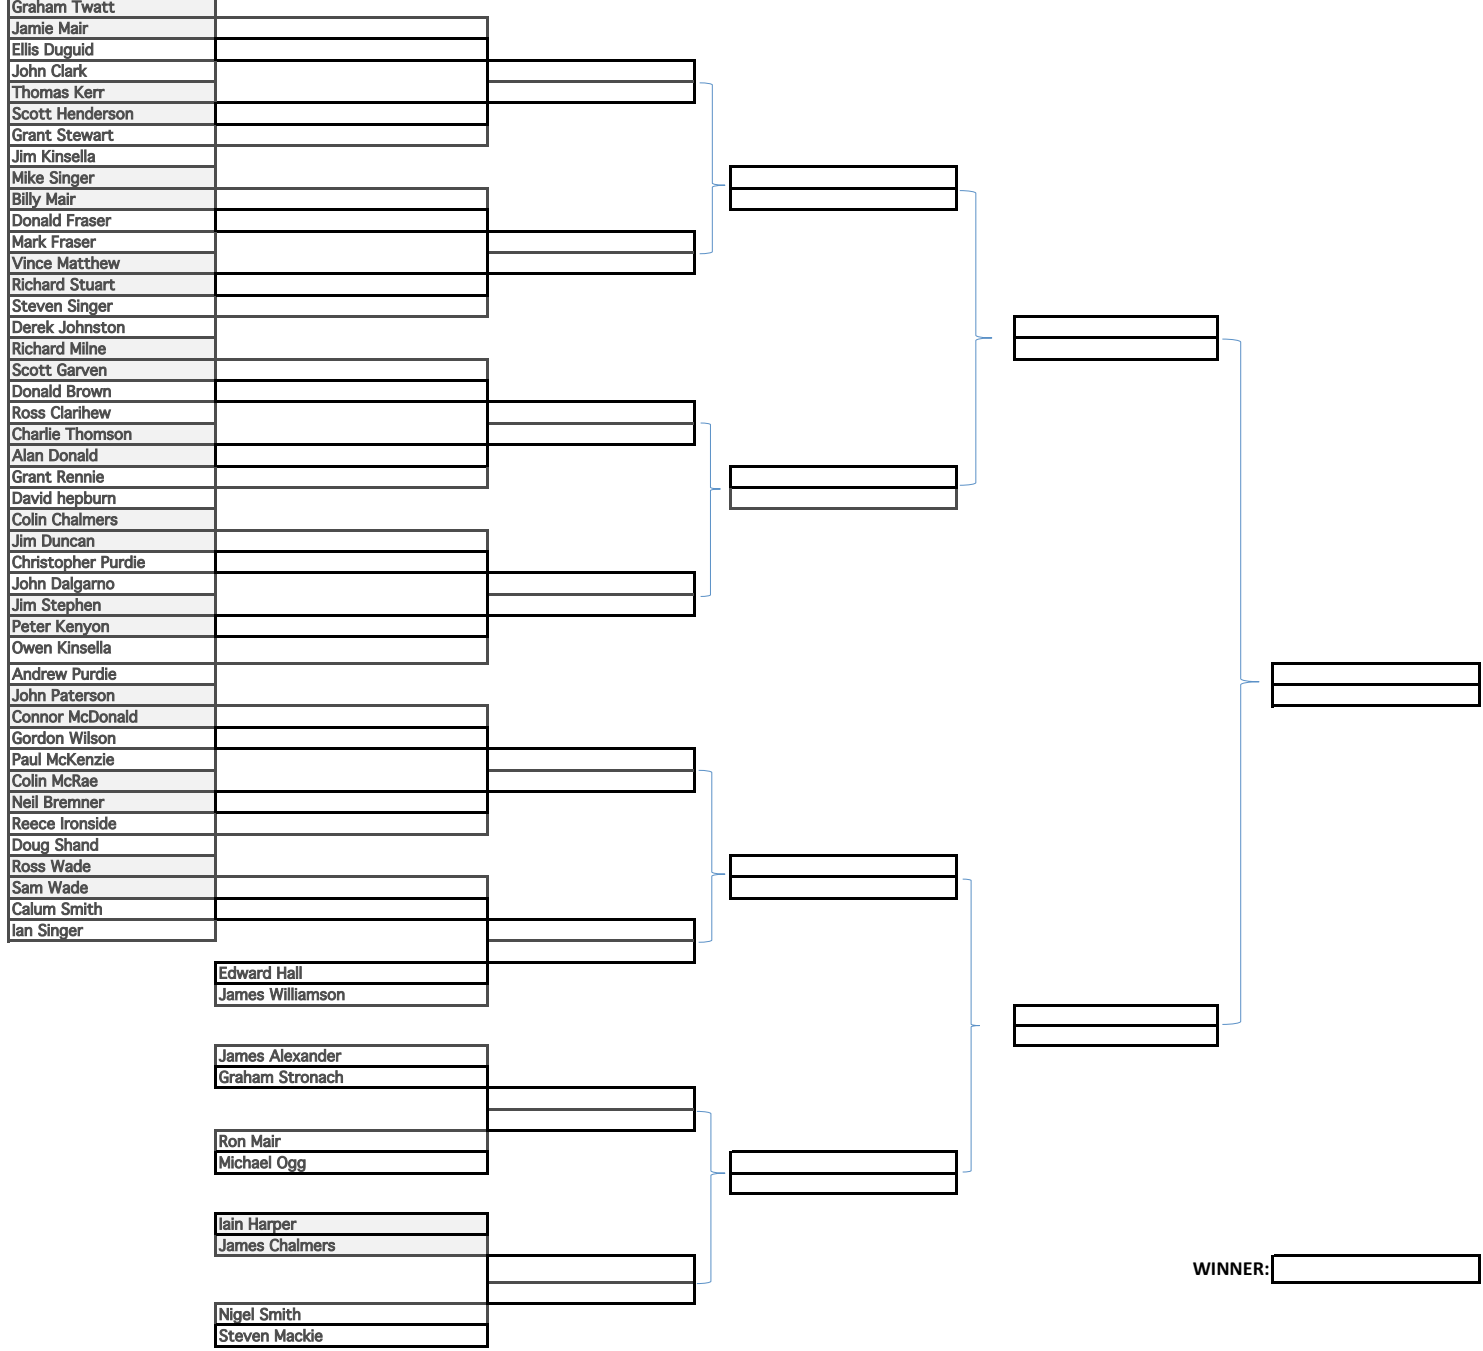 Graham Twatt
Jamie Mair
Ellis Duguid
John Clark
Thomas Kerr
Scott Henderson
Grant Stewart
Jim Kinsella
Mike Singer
Billy Mair
Donald Fraser
Mark Fraser
Vince Matthew
Richard Stuart
Steven Singer
Derek Johnston
Richard Milne
Scott Garven
Donald Brown
Ross Clarihew
Charlie Thomson
Alan Donald
Grant Rennie
David hepburn
Colin Chalmers
Jim Duncan
Christopher Purdie
John Dalgarno
Jim Stephen
Peter Kenyon
Owen Kinsella
Andrew Purdie
John Paterson
Connor McDonald
Gordon Wilson
Paul McKenzie
Colin McRae
Neil Bremner
Reece Ironside
Doug Shand
Ross Wade
Sam Wade
Calum Smith
Ian Singer
Edward Hall
James Williamson
James Alexander
Graham Stronach
Ron Mair
Michael Ogg
Iain Harper
James Chalmers
WINNER:
Nigel Smith
Steven Mackie